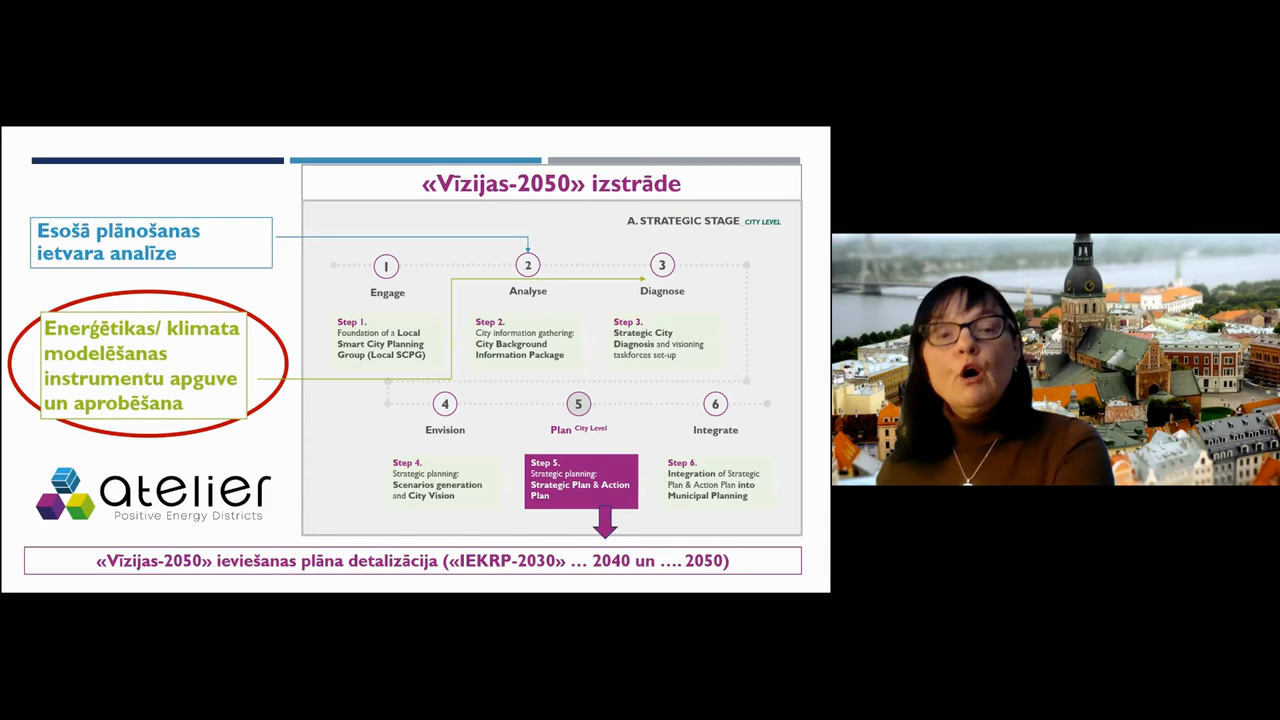 «Vīzijas-2050» izstrāde
Esošā plānošanas
ietvara analīze
Enerģētikas/ klimata
modelēšanas
instrumentu apguve
un aprobēšana
atelier
Positive Energy Districts
A. STRATEGIC STAGE_CITY LEVEL
1
2
3
Engage
Analyse
Diagnose
Step 1.
Foundation of a Local
Smart City Planning
Group (Local SCPG)
Step 2.
City information gathering:
City Background
Information Package
Step 3.
Strategic City
Diagnosis and visioning
taskforces set-up
4
5
6
Envision
Plan City Level
Integrate
Step 4.
Strategic planning:
Scenarios generation
and City Vision
Step 5.
Strategic planning:
Strategic Plan & Action
Plan
Step 6.
Integration of Strategic
Plan & Action Plan into
Municipal Planning
«Vīzijas-2050» ieviešanas plāna detalizācija («IEKRP-2030» … 2040 un …. 2050)